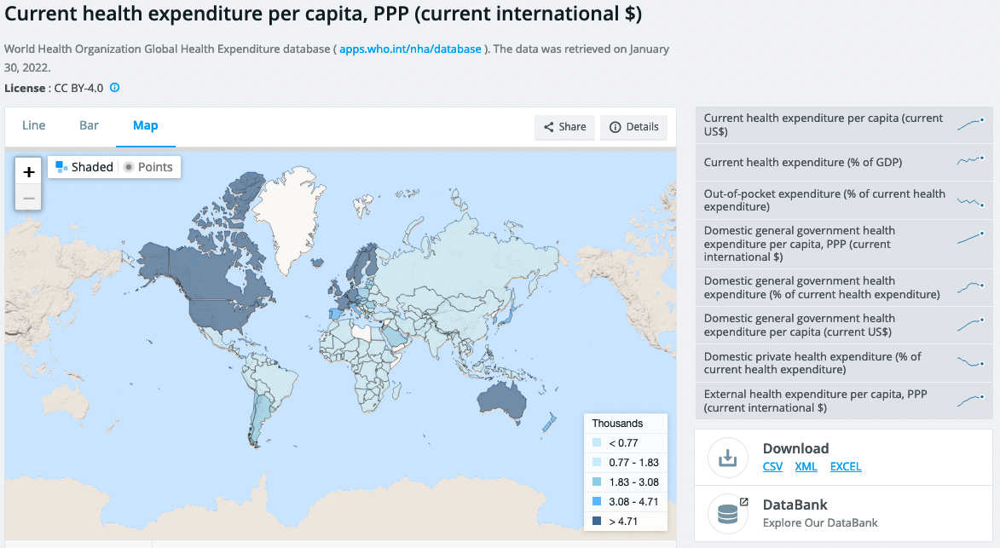 Current health expenditure per capita, PPP (current international $)
World Health Organization Global Health Expenditure database ( apps.who.int/nha/database ). The data was retrieved on January
30, 2022.
License : CC BY-4.0
Line
Bar
Map
Share
Details
+
−
Shaded
Points
Thousands
< 0.77
0.77 - 1.83
1.83 - 3.08
3.08 - 4.71
> 4.71
Current health expenditure per capita (current
US$)
Current health expenditure (% of GDP)
Out-of-pocket expenditure (% of current health
expenditure)
Domestic general government health
expenditure per capita, PPP (current
international $)
Domestic general government health
expenditure (% of current health expenditure)
Domestic general government health
expenditure per capita (current US$)
Domestic private health expenditure (% of
current health expenditure)
External health expenditure per capita, PPP
(current international $)
Download
CSV XML EXCEL
DataBank
Explore Our DataBank